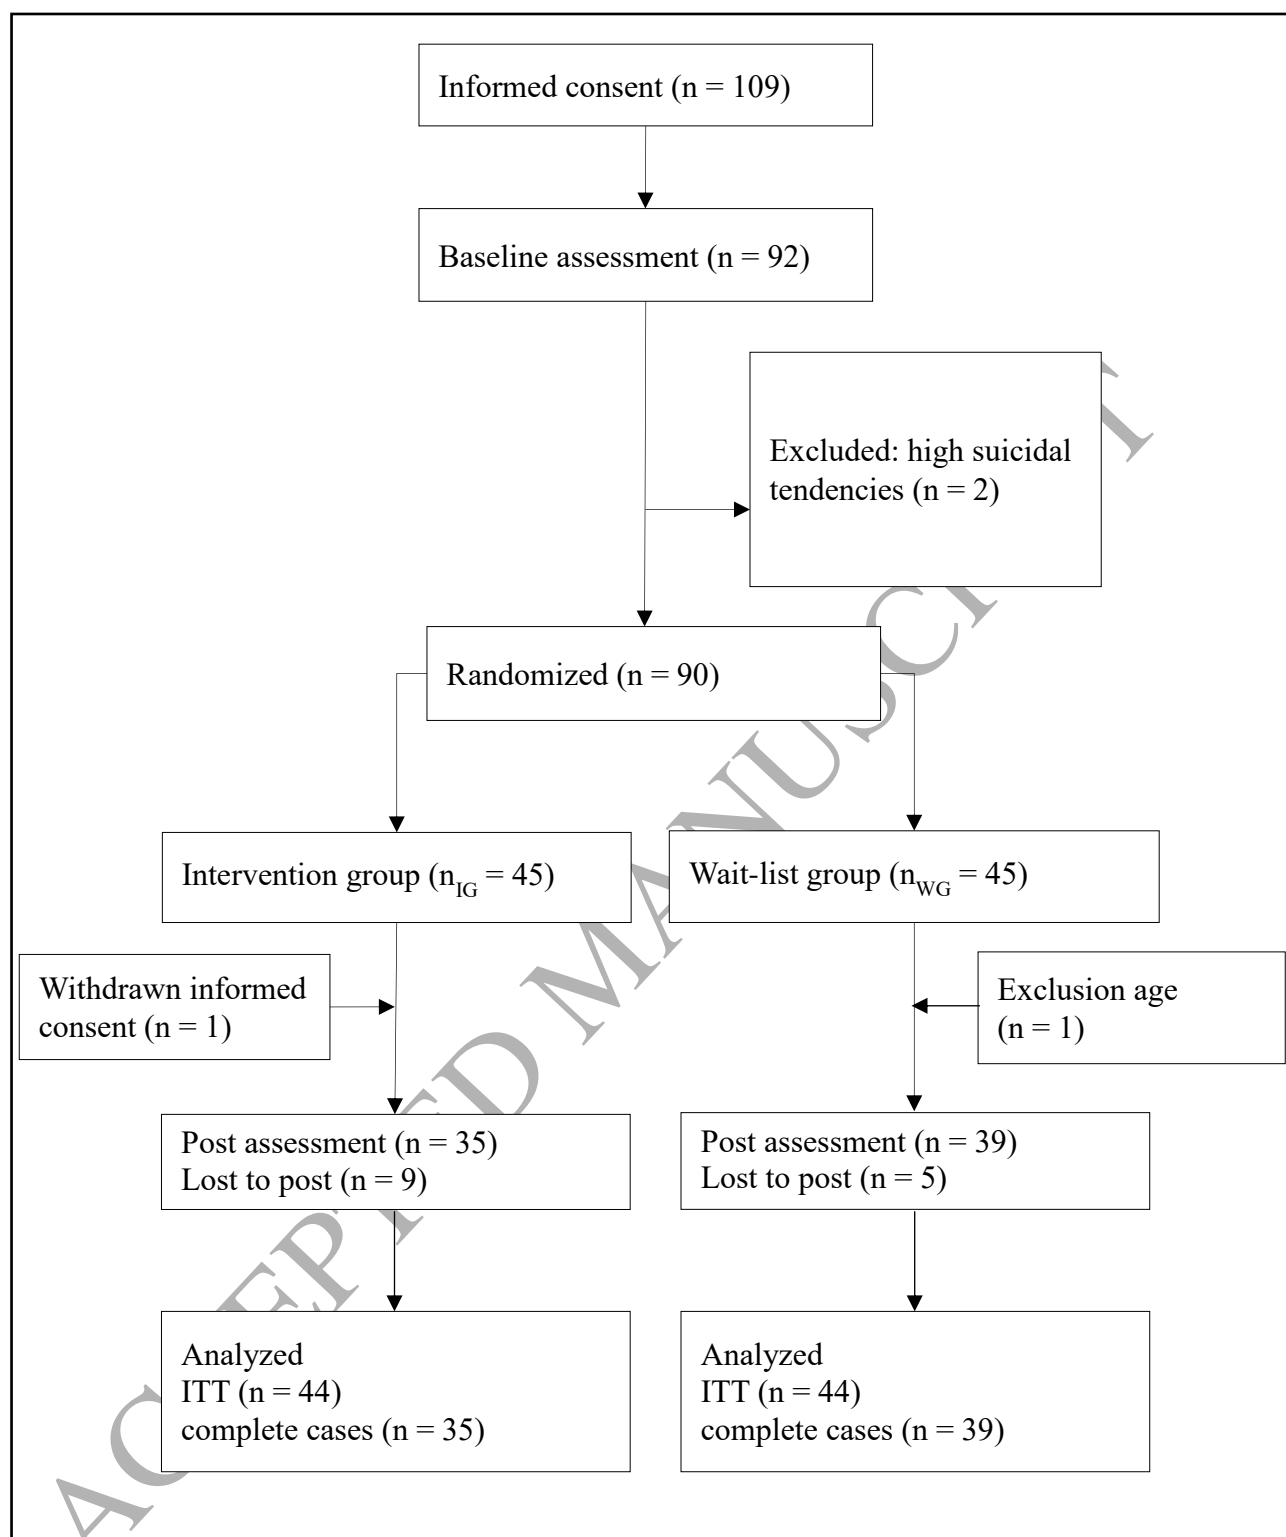 Informed consent (n = 109)
Baseline assessment (n = 92)
Excluded: high suicidal
tendencies (n = 2)
Randomized (n = 90)
Intervention group (nIG = 45)
Wait-list group (nWG = 45)
Withdrawn informed
consent (n = 1)
Exclusion age
(n = 1)
Post assessment (n = 35)
Lost to post (n = 9)
Post assessment (n = 39)
Lost to post (n = 5)
Analyzed
ITT (n = 44)
complete cases (n = 35)
Analyzed
ITT (n = 44)
complete cases (n = 39)
ACCEPTED MANUSCRIPT